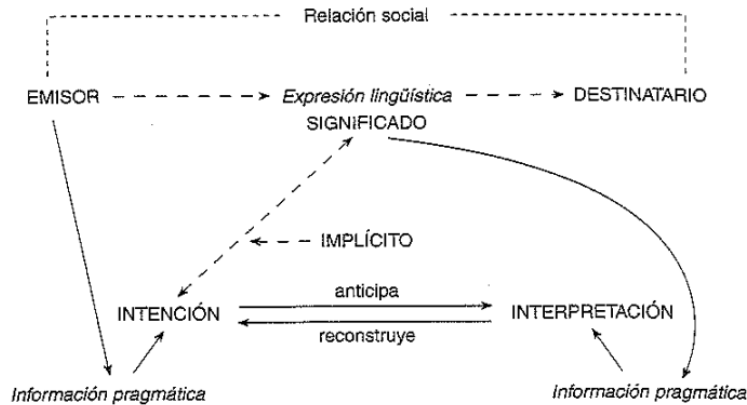 Relación social
EMISOR Expresión lingüística DESTINATARIO
SIGNIFICADO
IMPLÍCITO
anticipa
INTENCIÓN INTERPRETACIÓN
reconstruye
Información pragmática Información pragmática